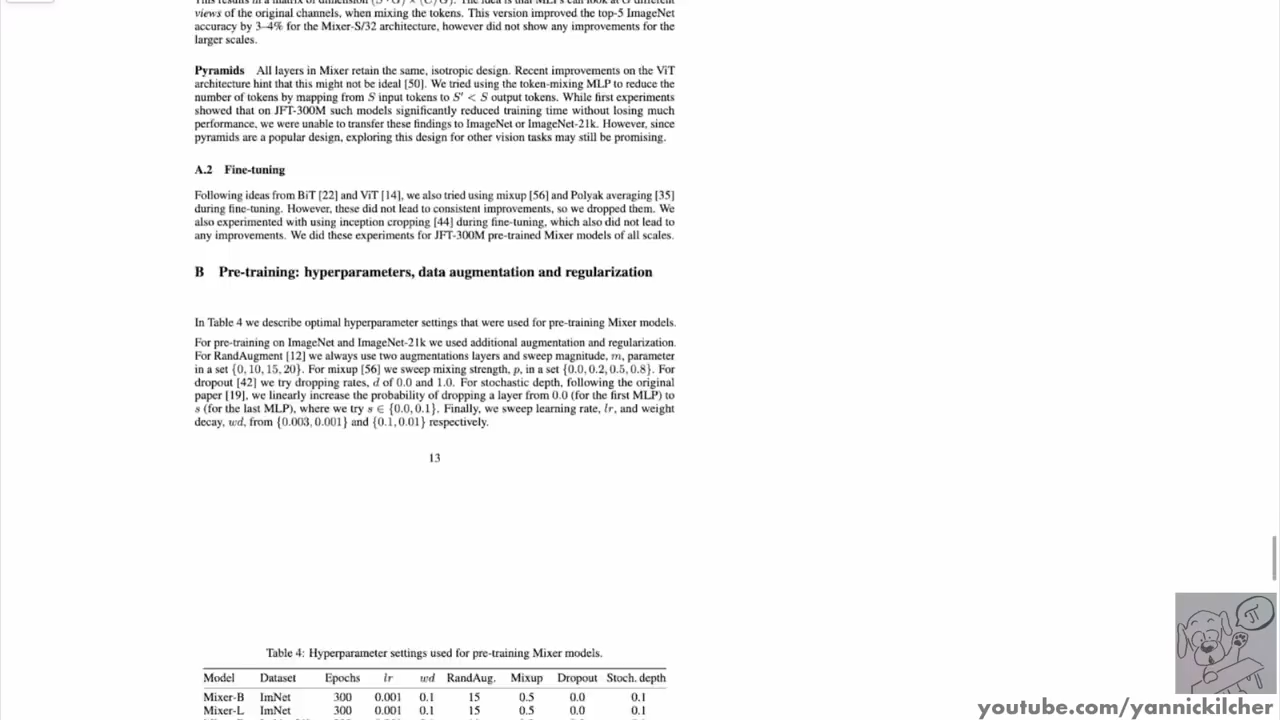 views of the original channels, when mixing the tokens. This version improved the top-5 ImageNet
accuracy by 3–4% for the Mixer-S/32 architecture, however did not show any improvements for the
larger scales.
Pyramids All layers in Mixer retain the same, isotropic design. Recent improvements on the ViT
architecture hint that this might not be ideal [50]. We tried using the token-mixing MLP to reduce the
number of tokens by mapping from S input tokens to S′ < S output tokens. While first experiments
showed that on JFT-300M such models significantly reduced training time without losing much
performance, we were unable to transfer these findings to ImageNet or ImageNet-21k. However, since
pyramids are a popular design, exploring this design for other vision tasks may still be promising.
A.2 Fine-tuning
Following ideas from BiT [22] and ViT [14], we also tried using mixup [56] and Polyak averaging [35]
during fine-tuning. However, these did not lead to consistent improvements, so we dropped them. We
also experimented with using inception cropping [44] during fine-tuning, which also did not lead to
any improvements. We did these experiments for JFT-300M pre-trained Mixer models of all scales.
B Pre-training: hyperparameters, data augmentation and regularization
In Table 4 we describe optimal hyperparameter settings that were used for pre-training Mixer models.
For pre-training on ImageNet and ImageNet-21k we used additional augmentation and regularization.
For RandAugment [12] we always use two augmentations layers and sweep magnitude, m, parameter
in a set {0, 10, 15, 20}. For mixup [56] we sweep mixing strength, p, in a set {0.0, 0.2, 0.5, 0.8}. For
dropout [42] we try dropping rates, d of 0.0 and 1.0. For stochastic depth, following the original
paper [19], we linearly increase the probability of dropping a layer from 0.0 (for the first MLP) to
s (for the last MLP), where we try s ∈ {0.0, 0.1}. Finally, we sweep learning rate, lr, and weight
decay, wd, from {0.003, 0.001} and {0.1, 0.01} respectively.
13
Table 4: Hyperparameter settings used for pre-training Mixer models.
Model Dataset Epochs lr wd RandAug. Mixup Dropout Stoch. depth
Mixer-B ImNet 300 0.001 0.1 15 0.5 0.0 0.1
Mixer-L ImNet 300 0.001 0.1 15 0.5 0.0 0.1
π
youtube.com/yannickilcher